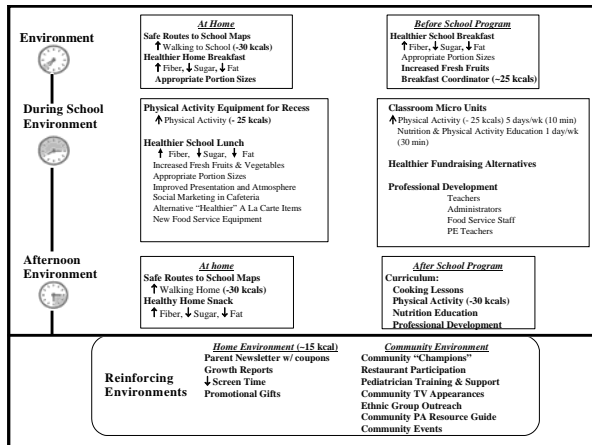 Environment
At Home
Safe Routes to School Maps
↑ Walking to School (-30 kcals)
Healthier Home Breakfast
↑ Fiber, ↓ Sugar, ↓ Fat
Appropriate Portion Sizes
Before School Program
Healthier School Breakfast
↑ Fiber, ↓ Sugar, ↓ Fat
Appropriate Portion Sizes
Increased Fresh Fruits
Breakfast Coordinator (~25 kcals)
During School
Environment
Physical Activity Equipment for Recess
↑ Physical Activity (- 25 kcals)
Healthier School Lunch
↑ Fiber, ↓ Sugar, ↓ Fat
Increased Fresh Fruits & Vegetables
Appropriate Portion Sizes
Improved Presentation and Atmosphere
Social Marketing in Cafeteria
Alternative “Healthier” A La Carte Items
New Food Service Equipment
Classroom Micro Units
↑ Physical Activity (- 25 kcals) 5 days/wk (10 min)
Nutrition & Physical Activity Education 1 day/wk
(30 min)
Healthier Fundraising Alternatives
Professional Development
Teachers
Administrators
Food Service Staff
PE Teachers
Afternoon
Environment
At home
Safe Routes to School Maps
↑ Walking Home (-30 kcals)
Healthy Home Snack
↑ Fiber, ↓ Sugar, ↓ Fat
After School Program
Curriculum:
Cooking Lessons
Physical Activity (-30 kcals)
Nutrition Education
Professional Development
Reinforcing
Environments
Home Environment (~15 kcal)
Parent Newsletter w/ coupons
Growth Reports
↓ Screen Time
Promotional Gifts
Community Environment
Community “Champions”
Restaurant Participation
Pediatrician Training & Support
Community TV Appearances
Ethnic Group Outreach
Community PA Resource Guide
Community Events